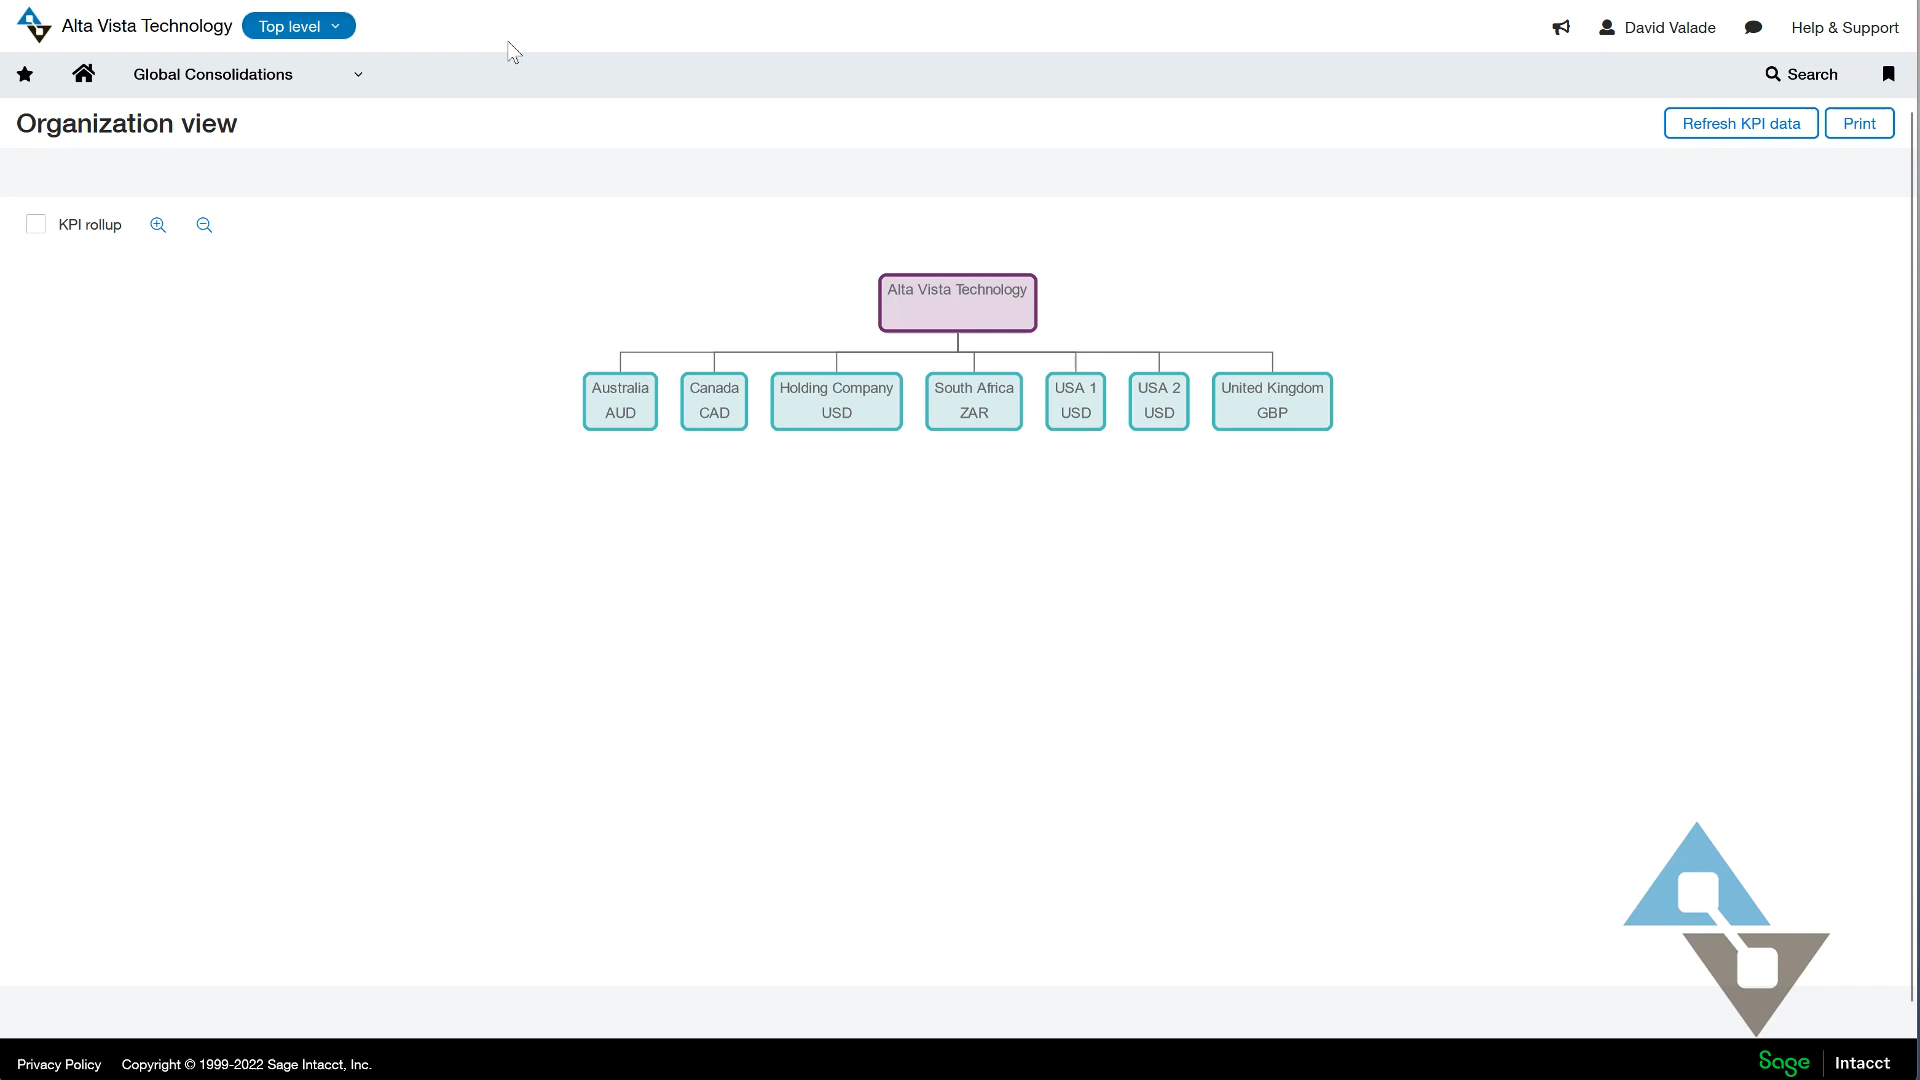 Alta Vista Technology Top level
David Valade Help & Support
Global Consolidations
Search
Organization view
Refresh KPI data Print
KPI rollup
Alta Vista Technology
Australia Canada Holding Company South Africa USA 1 USA 2 United Kingdom
AUD CAD USD ZAR USD USD GBP
Privacy Policy Copyright © 1999-2022 Sage Intacct, Inc.
Sage Intacct